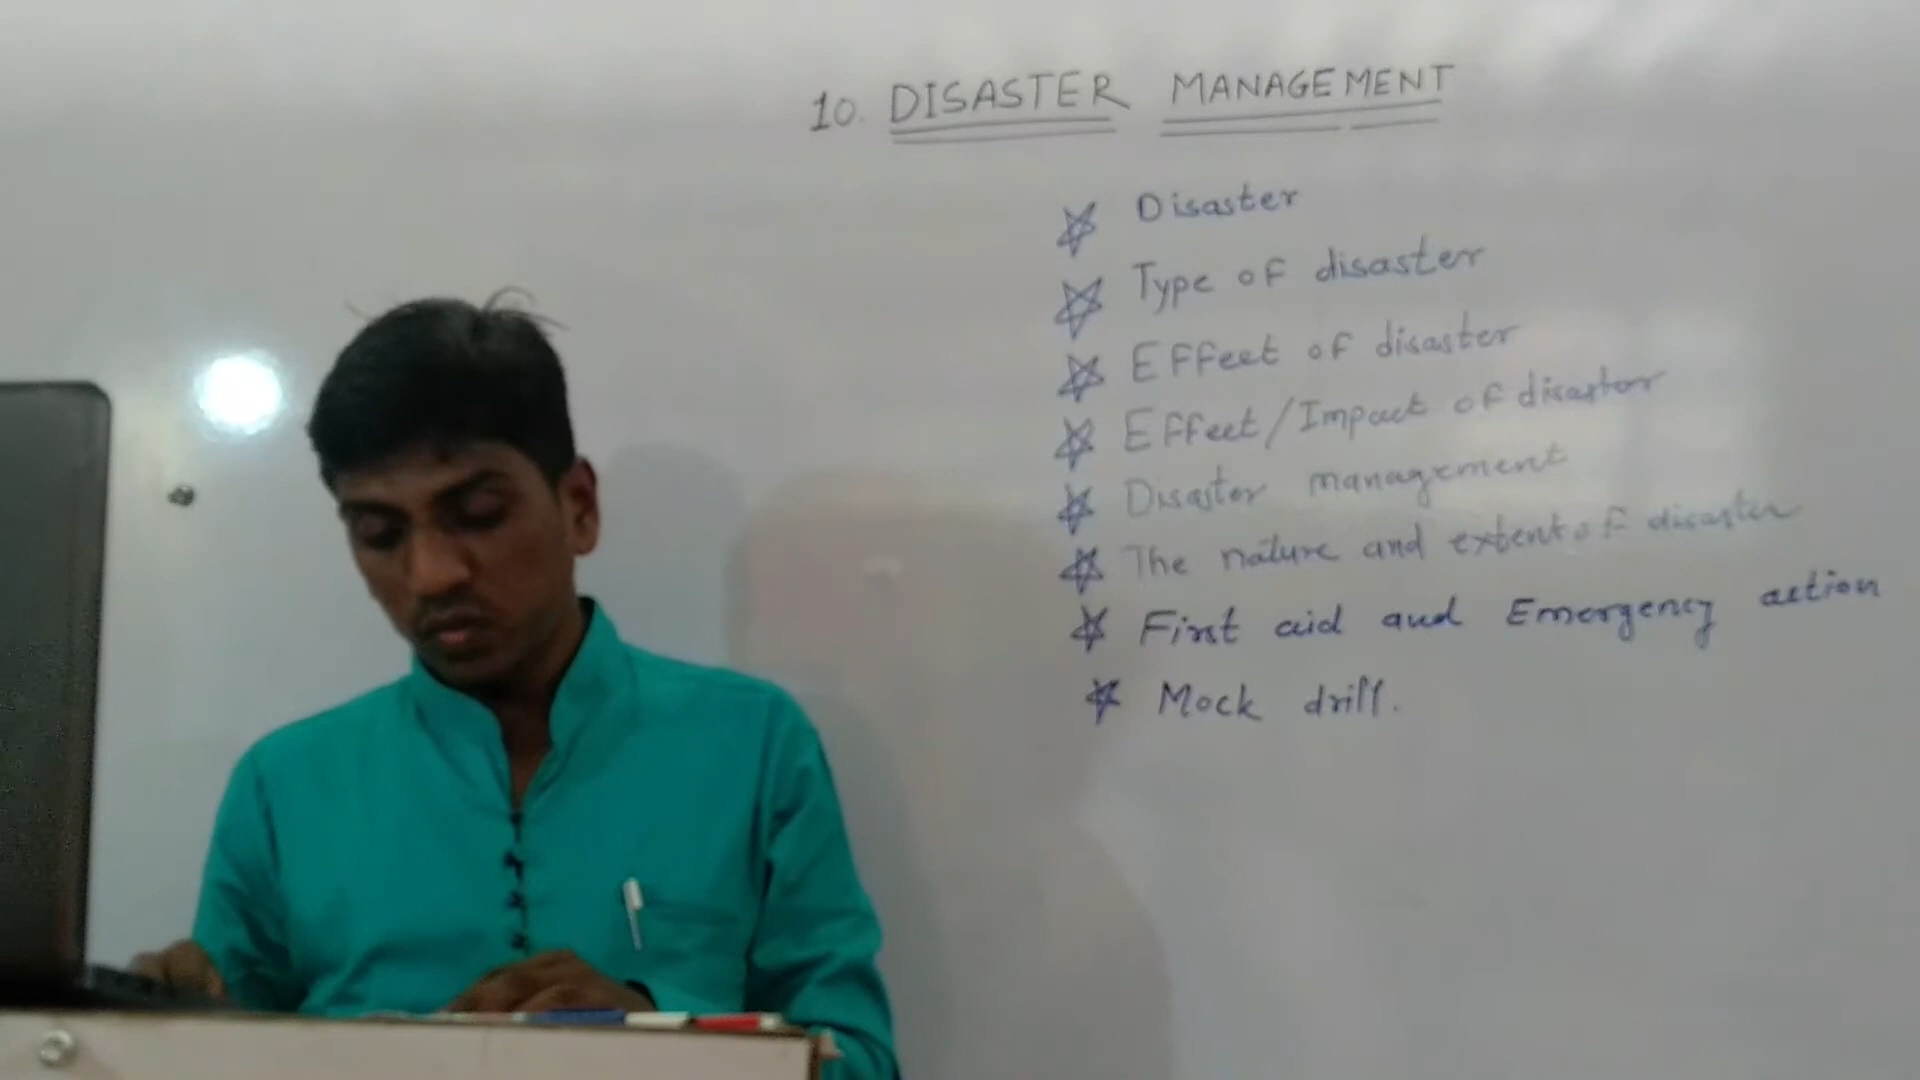 10. DISASTER MANAGEMENT
Disaster
Type of disaster
Effect of disaster
Effect/Impact of disaster
Disaster management
The nature and extent of disaster
First aid and Emergency action
Mock drill.